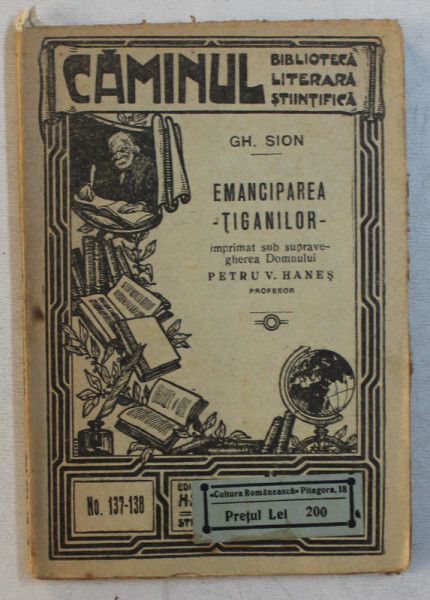 CĂMINUL
BIBLIOTECĂ
LITERARĂ
ȘTIINȚIFICĂ
GH. SION
EMANCIPAREA
-ȚIGANILOR-
imprimat sub suprave-
gherea Domnului
PETRU V. HANEȘ
PROFESOR
No. 137-138
«Cultura Românească» Pitagora, 18
Prețul Lei 200